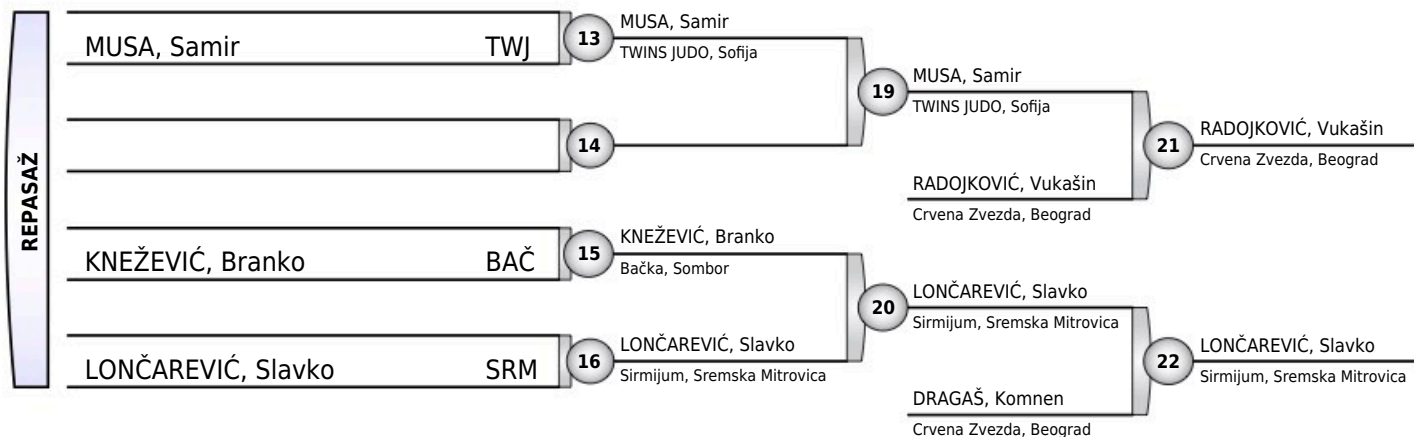 REPASAŽ
MUSA, Samir TWJ
13
MUSA, Samir
TWINS JUDO, Sofija
14
19
MUSA, Samir
TWINS JUDO, Sofija
RADOJKOVIĆ, Vukašin
Crvena Zvezda, Beograd
21
RADOJKOVIĆ, Vukašin
Crvena Zvezda, Beograd
KNEŽEVIĆ, Branko BAČ
15
KNEŽEVIĆ, Branko
Bačka, Sombor
LONČAREVIĆ, Slavko SRM
16
LONČAREVIĆ, Slavko
Sirmijum, Sremska Mitrovica
20
LONČAREVIĆ, Slavko
Sirmijum, Sremska Mitrovica
DRAGAŠ, Komnen
Crvena Zvezda, Beograd
22
LONČAREVIĆ, Slavko
Sirmijum, Sremska Mitrovica